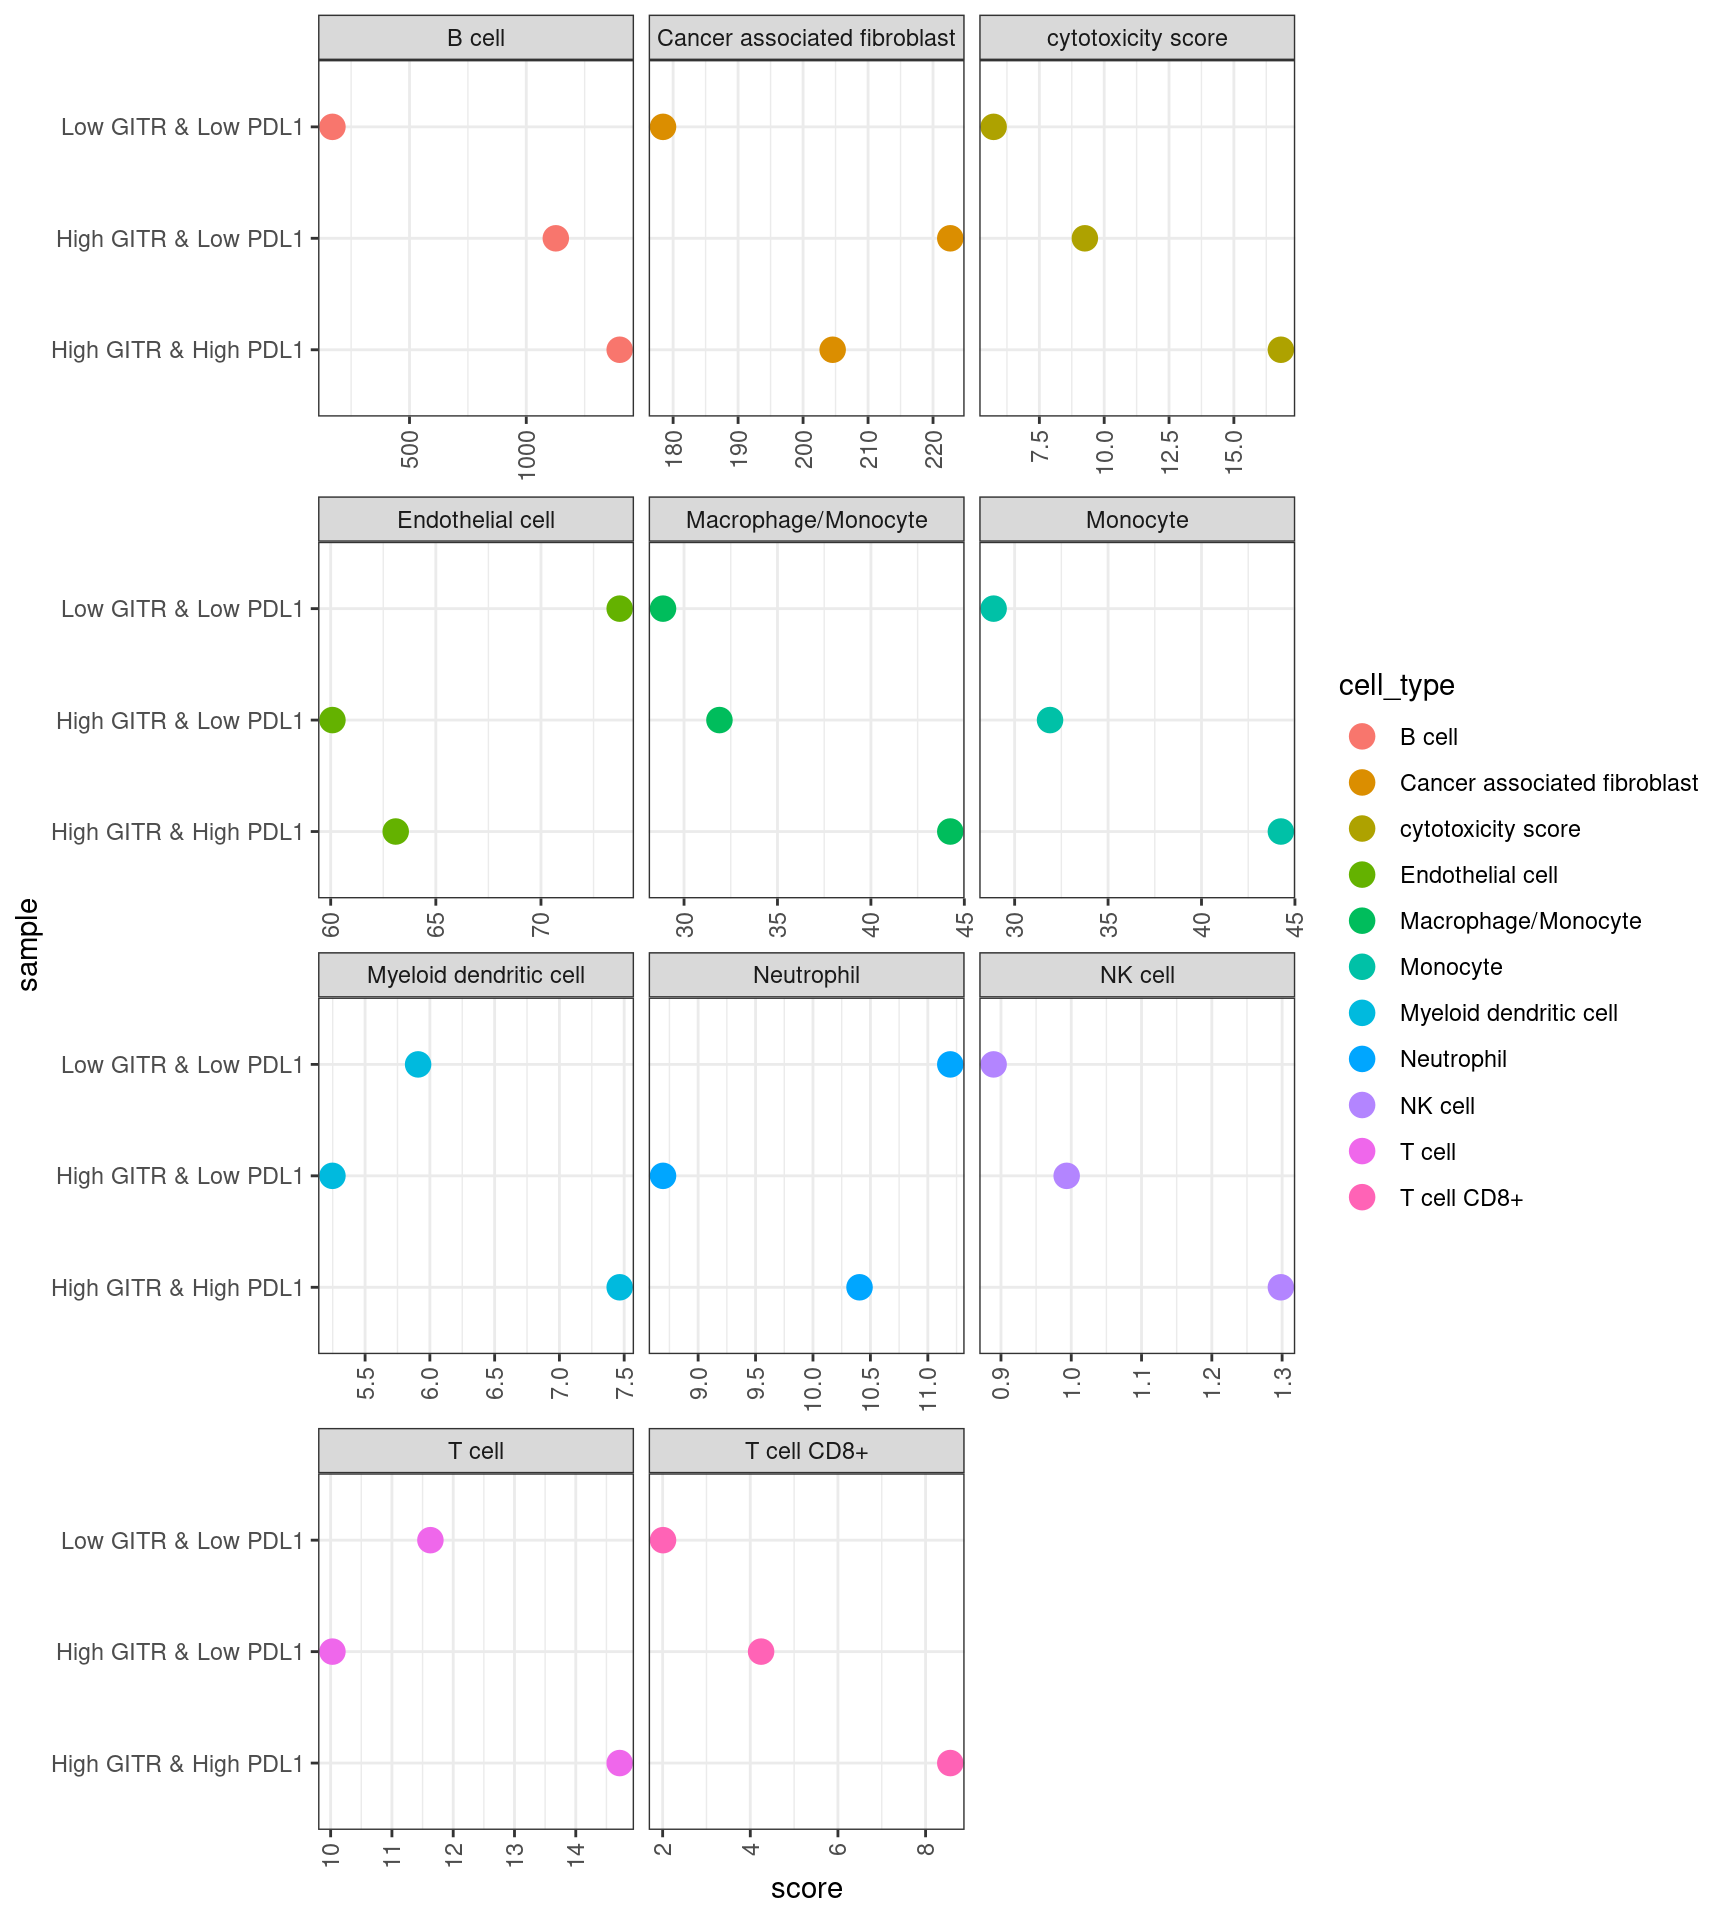 B cell
Cancer associated fibroblast
cytotoxicity score
Low GITR & Low PDL1
High GITR & Low PDL1
High GITR & High PDL1
500 1000
180 190 200 210 220
7.5 10.0 12.5 15.0
Endothelial cell
Macrophage/Monocyte
Monocyte
Low GITR & Low PDL1
High GITR & Low PDL1
High GITR & High PDL1
60 65 70
30 35 40 45
30 35 40 45
Myeloid dendritic cell
Neutrophil
NK cell
Low GITR & Low PDL1
High GITR & Low PDL1
High GITR & High PDL1
5.5 6.0 6.5 7.0 7.5
9.0 9.5 10.0 10.5 11.0
0.9 1.0 1.1 1.2 1.3
T cell
T cell CD8+
Low GITR & Low PDL1
High GITR & Low PDL1
High GITR & High PDL1
10 11 12 13 14
2 4 6 8
score
sample
cell_type
B cell
Cancer associated fibroblast
cytotoxicity score
Endothelial cell
Macrophage/Monocyte
Monocyte
Myeloid dendritic cell
Neutrophil
NK cell
T cell
T cell CD8+